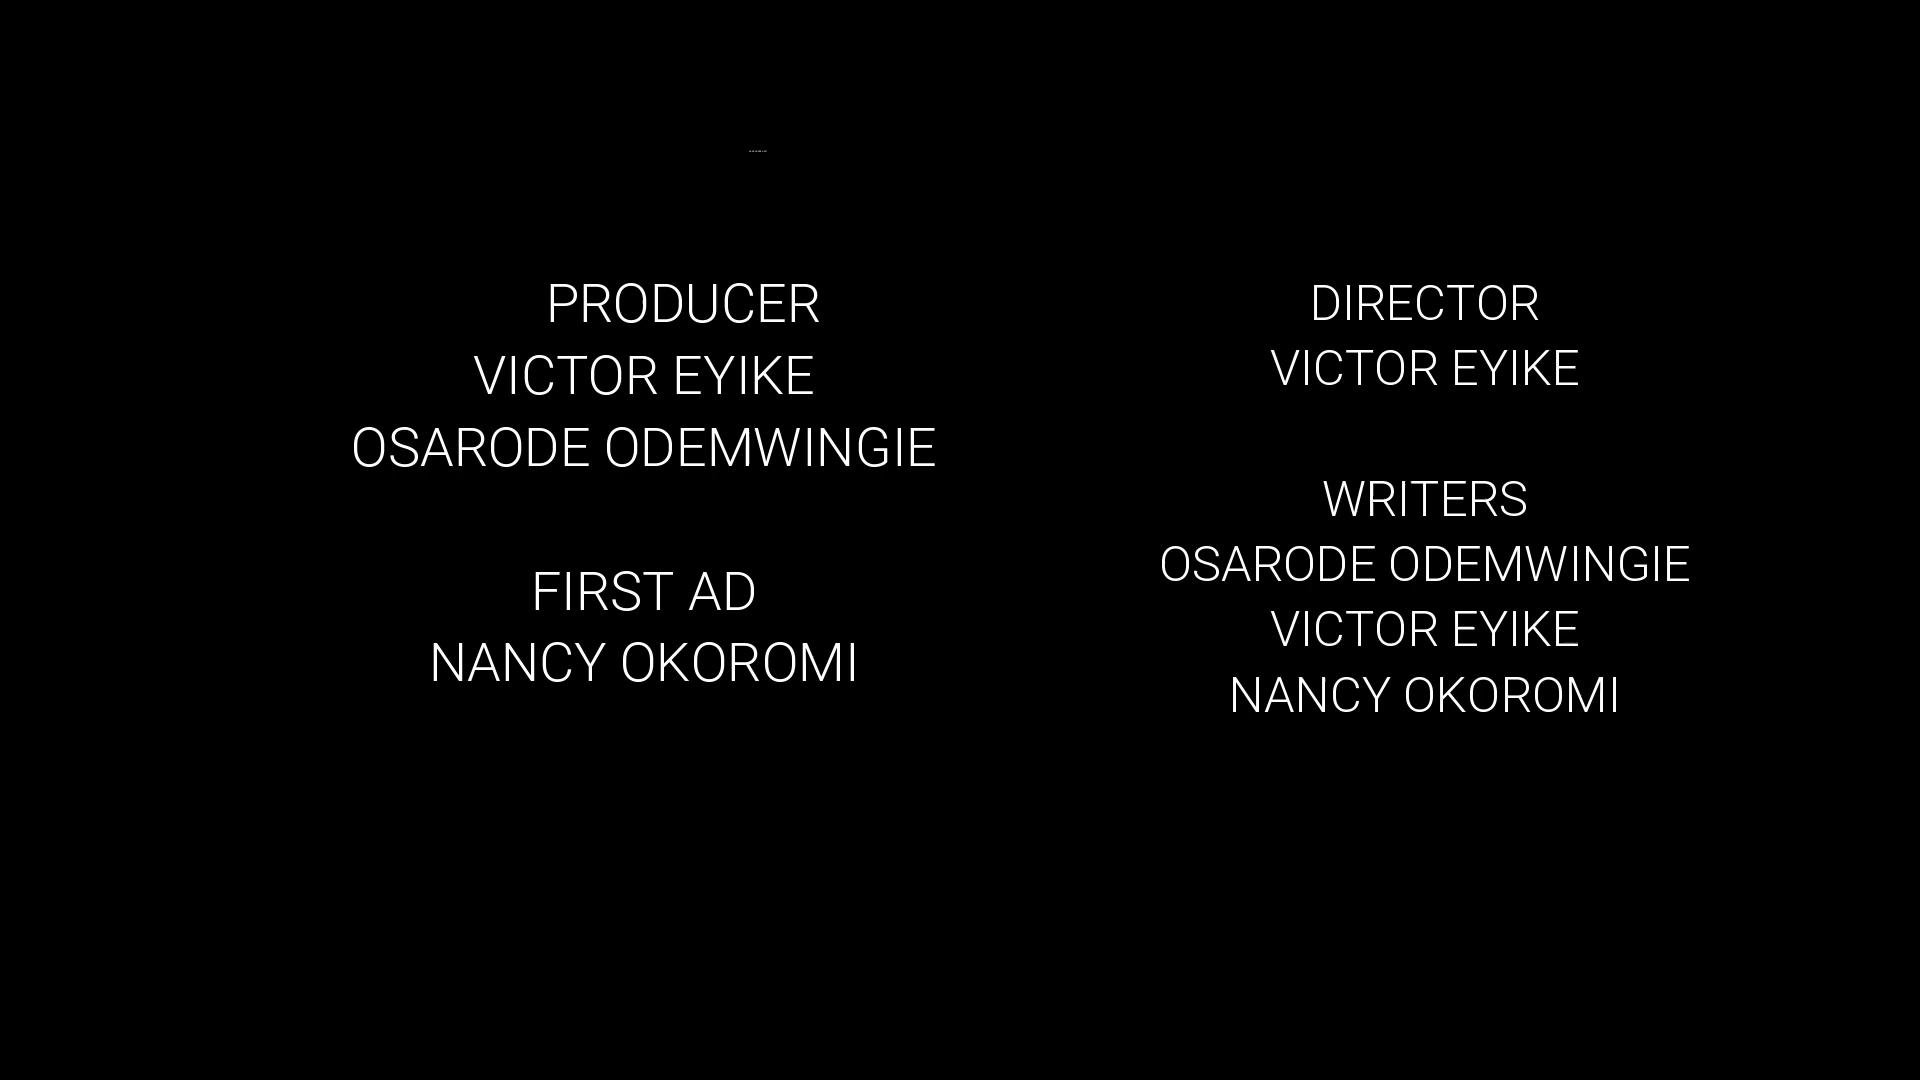 PRODUCER
VICTOR EYIKE
OSARODE ODEMWINGIE
FIRST AD
NANCY OKOROMI
DIRECTOR
VICTOR EYIKE
WRITERS
OSARODE ODEMWINGIE
VICTOR EYIKE
NANCY OKOROMI